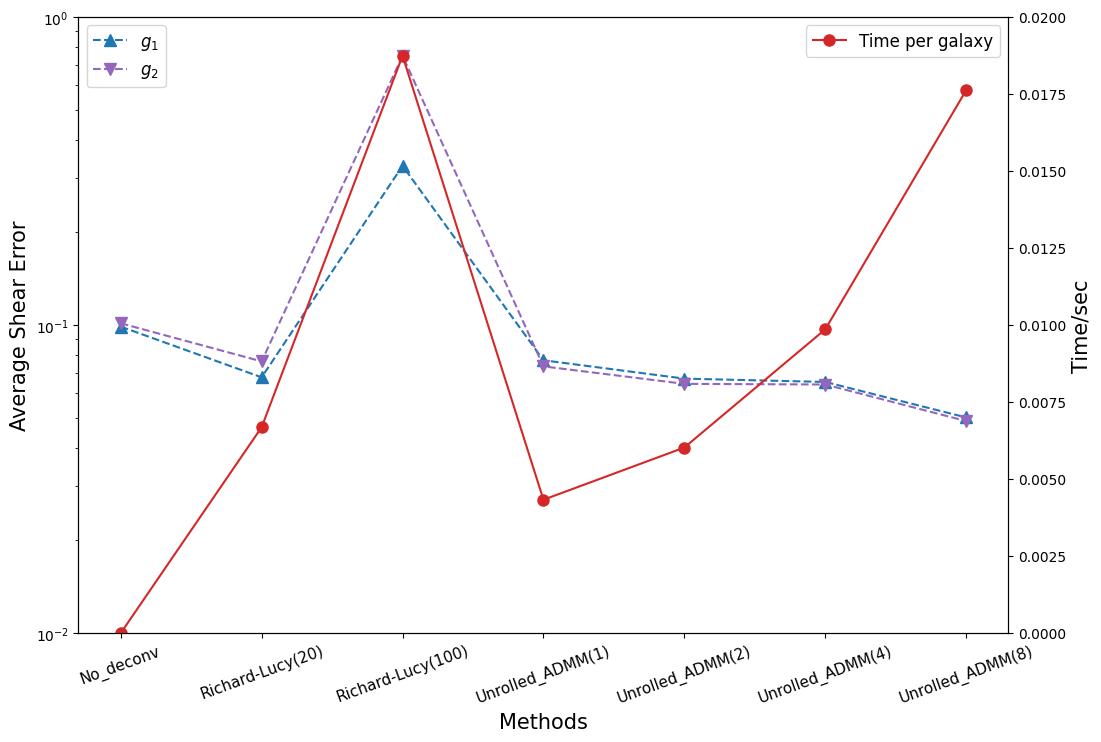 g₁
g₂
Time per galaxy
Average Shear Error
10⁰
10⁻¹
10⁻²
0.0200
0.0175
0.0150
0.0125
0.0100
0.0075
0.0050
0.0025
0.0000
Time/sec
No_deconv
Richard-Lucy(20)
Richard-Lucy(100)
Unrolled_ADMM(1)
Unrolled_ADMM(2)
Unrolled_ADMM(4)
Unrolled_ADMM(8)
Methods